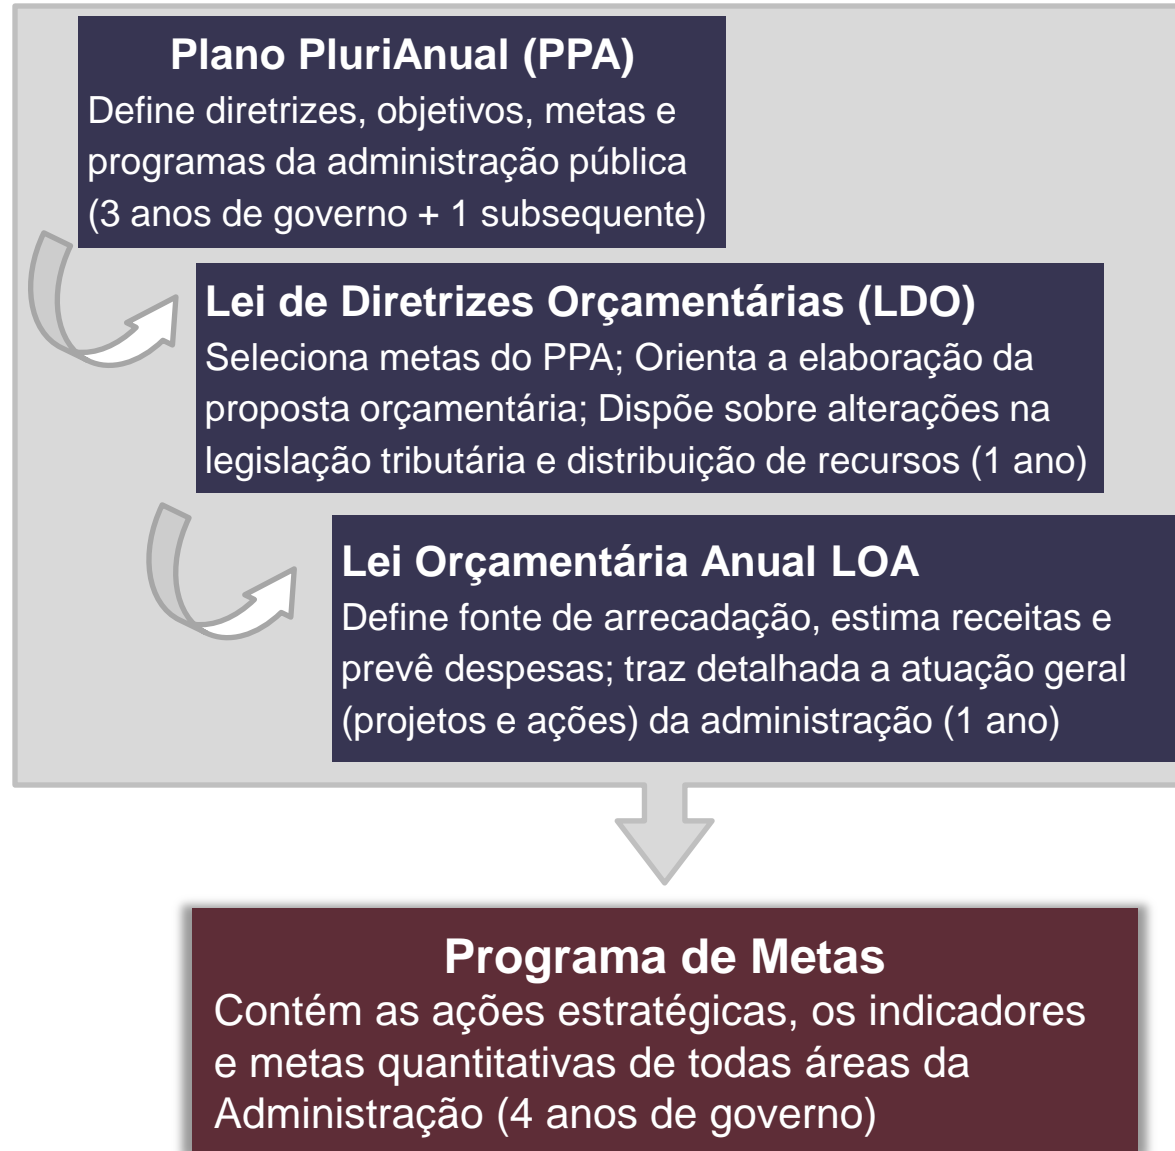 Plano PluriAnual (PPA)
Define diretrizes, objetivos, metas e
programas da administração pública
(3 anos de governo + 1 subsequente)
Lei de Diretrizes Orçamentárias (LDO)
Seleciona metas do PPA; Orienta a elaboração da
proposta orçamentária; Dispõe sobre alterações na
legislação tributária e distribuição de recursos (1 ano)
Lei Orçamentária Anual LOA
Define fonte de arrecadação, estima receitas e
prevê despesas; traz detalhada a atuação geral
(projetos e ações) da administração (1 ano)
Programa de Metas
Contém as ações estratégicas, os indicadores
e metas quantitativas de todas áreas da
Administração (4 anos de governo)